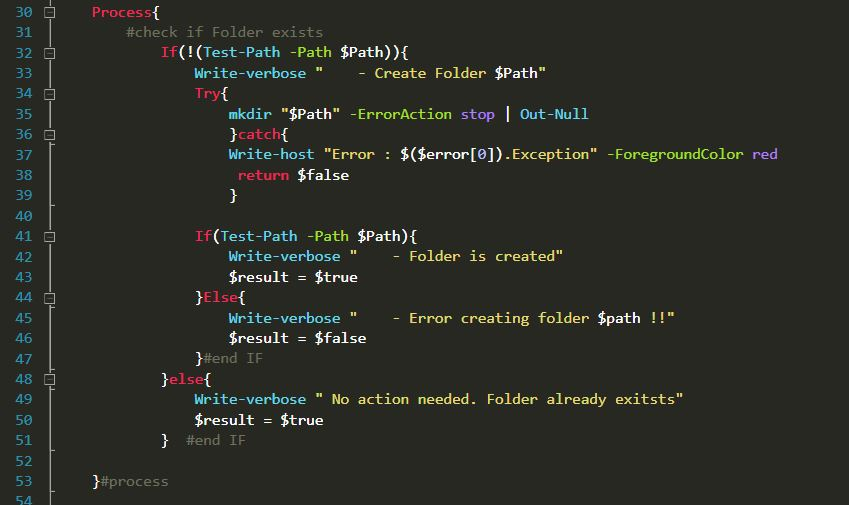 30 Process{
31 #check if Folder exists
32 If(!(Test-Path -Path $Path)){
33 Write-verbose "    - Create Folder $Path"
34 Try{
35 mkdir "$Path" -ErrorAction stop | Out-Null
36 }catch{
37 Write-host "Error : $($error[0]).Exception" -ForegroundColor red
38 return $false
39 }
40
41 If(Test-Path -Path $Path){
42 Write-verbose "    - Folder is created"
43 $result = $true
44 }Else{
45 Write-verbose "    - Error creating folder $path !!"
46 $result = $false
47 }#end IF
48 }else{
49 Write-verbose " No action needed. Folder already exitsts"
50 $result = $true
51 }  #end IF
52
53 }#process
54